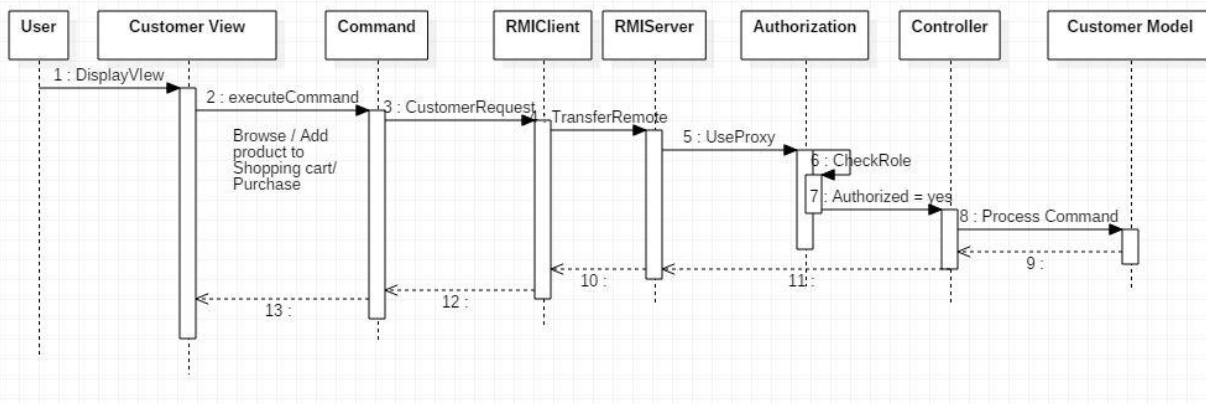 User
Customer View
Command
RMIClient
RMIServer
Authorization
Controller
Customer Model
1 : DisplayVIew
2 : executeCommand
3 : CustomerRequest
4 : TransferRemote
Browse / Add
product to
Shopping cart/
Purchase
5 : UseProxy
6 : CheckRole
7 : Authorized = yes
8 : Process Command
9 :
10 :
11 :
12 :
13 :